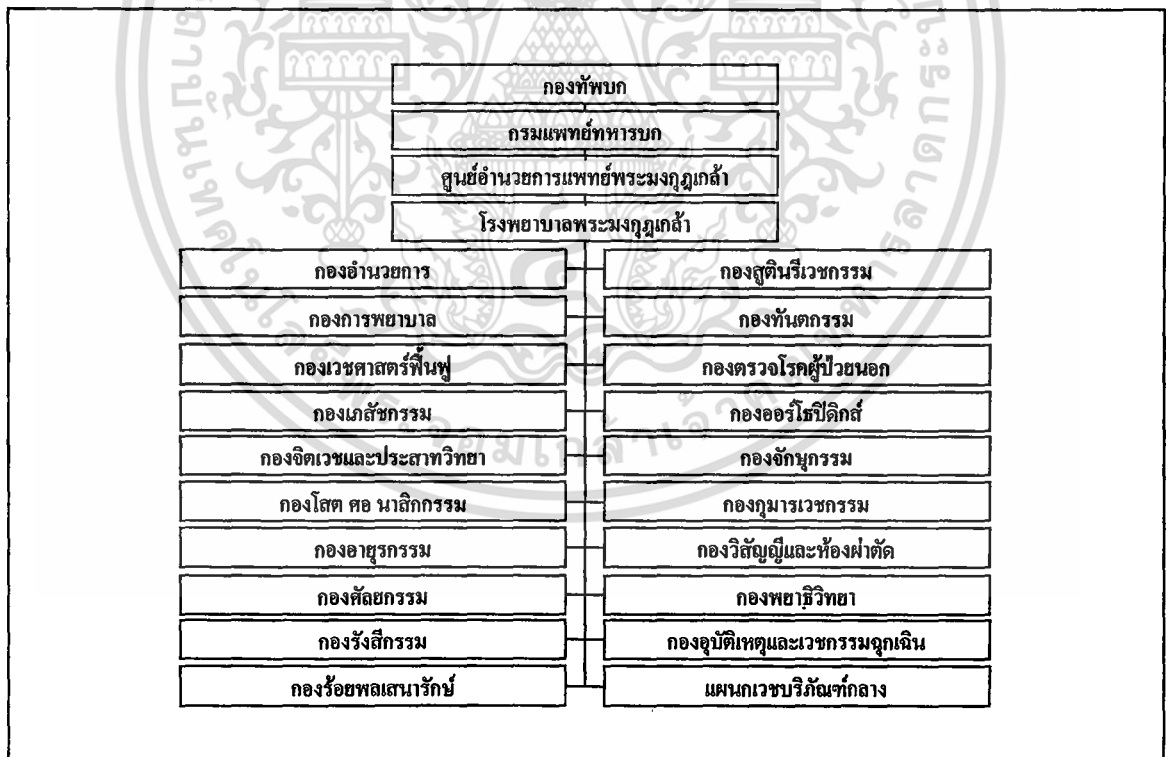 กองทัพบก
กรมแพทย์ทหารบก
ศูนย์อำนวยการแพทย์พระมงกุฎเกล้า
โรงพยาบาลพระมงกุฎเกล้า
กองอำนวยการ
กองสูตินรีเวชกรรม
กองการพยาบาล
กองทันตกรรม
กองเวชศาสตร์ฟื้นฟู
กองตรวจโรคผู้ป่วยนอก
กองเภสัชกรรม
กองออร์โธปิดิกส์
กองจิตเวชและประสาทวิทยา
กองจักษุกรรม
กองโสต ศอ นาสิกกรรม
กองกุมารเวชกรรม
กองอายุรกรรม
กองวิสัญญีและห้องผ่าตัด
กองศัลยกรรม
กองพยาธิวิทยา
กองรังสีกรรม
กองอุบัติเหตุและเวชกรรมฉุกเฉิน
กองร้อยพลเสนารักษ์
แผนกเวชบริภัณฑ์กลาง